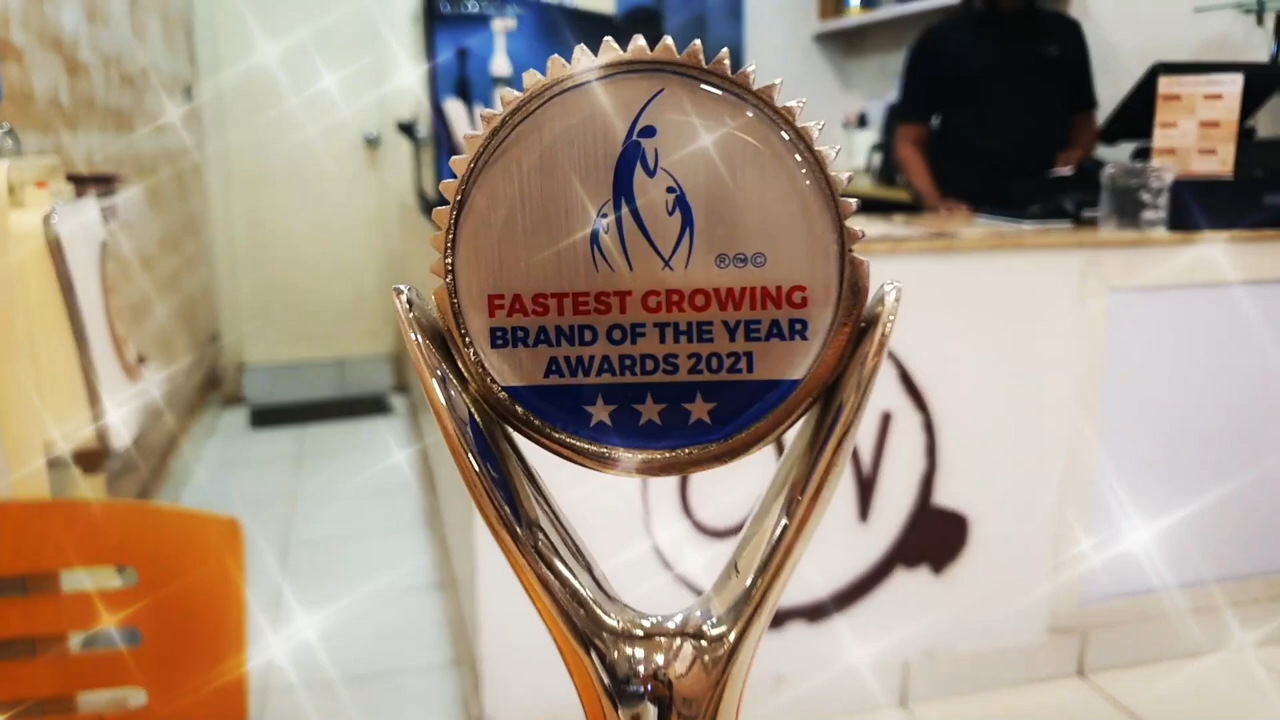 ®™©
FASTEST GROWING
BRAND OF THE YEAR
AWARDS 2021